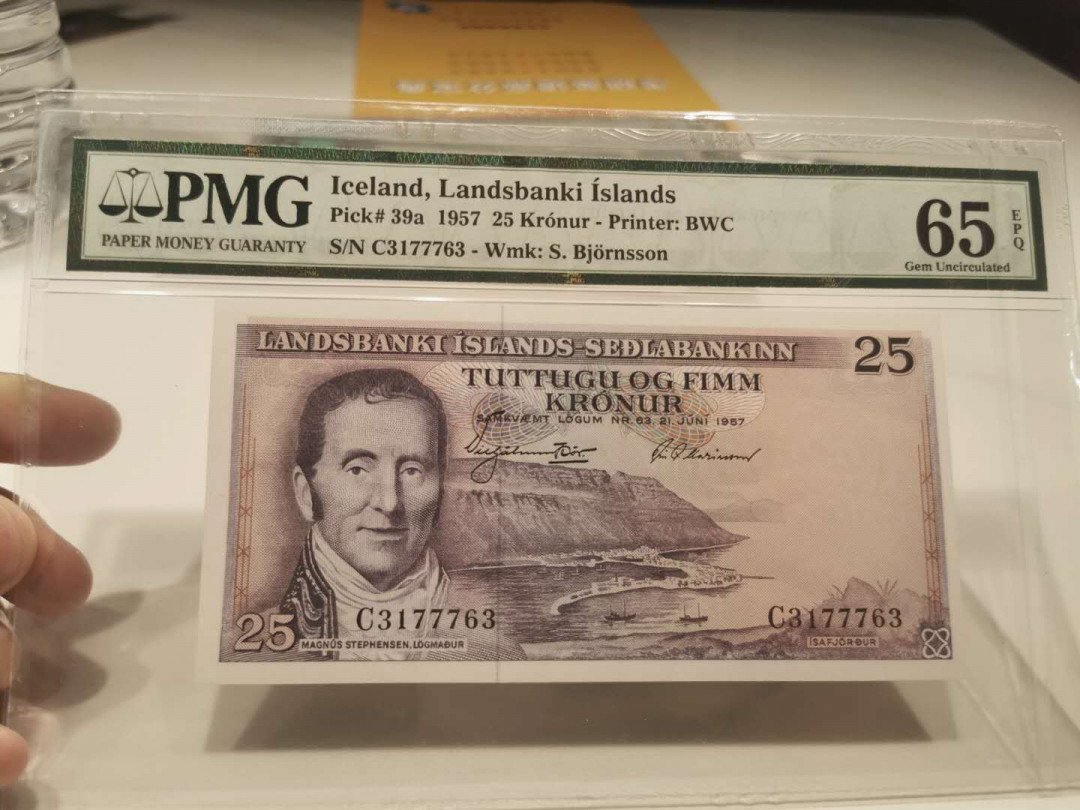 PMG
PAPER MONEY GUARANTY
Iceland, Landsbanki Íslands
Pick# 39a 1957 25 Krónur - Printer: BWC
S/N C3177763 - Wmk: S. Björnsson
65
EPQ
Gem Uncirculated
LANDSBANKI ÍSLANDS-SEÐLABANKINN
25
TUTTUGU OG FIMM
KRÓNUR
SAMKVÆMT LÖGUM NR. 63, 21. JÚNÍ 1957
C3177763
C3177763
25
MAGNÚS STEPHENSEN, LÖGMAÐUR
ÍSAFJÖRÐUR